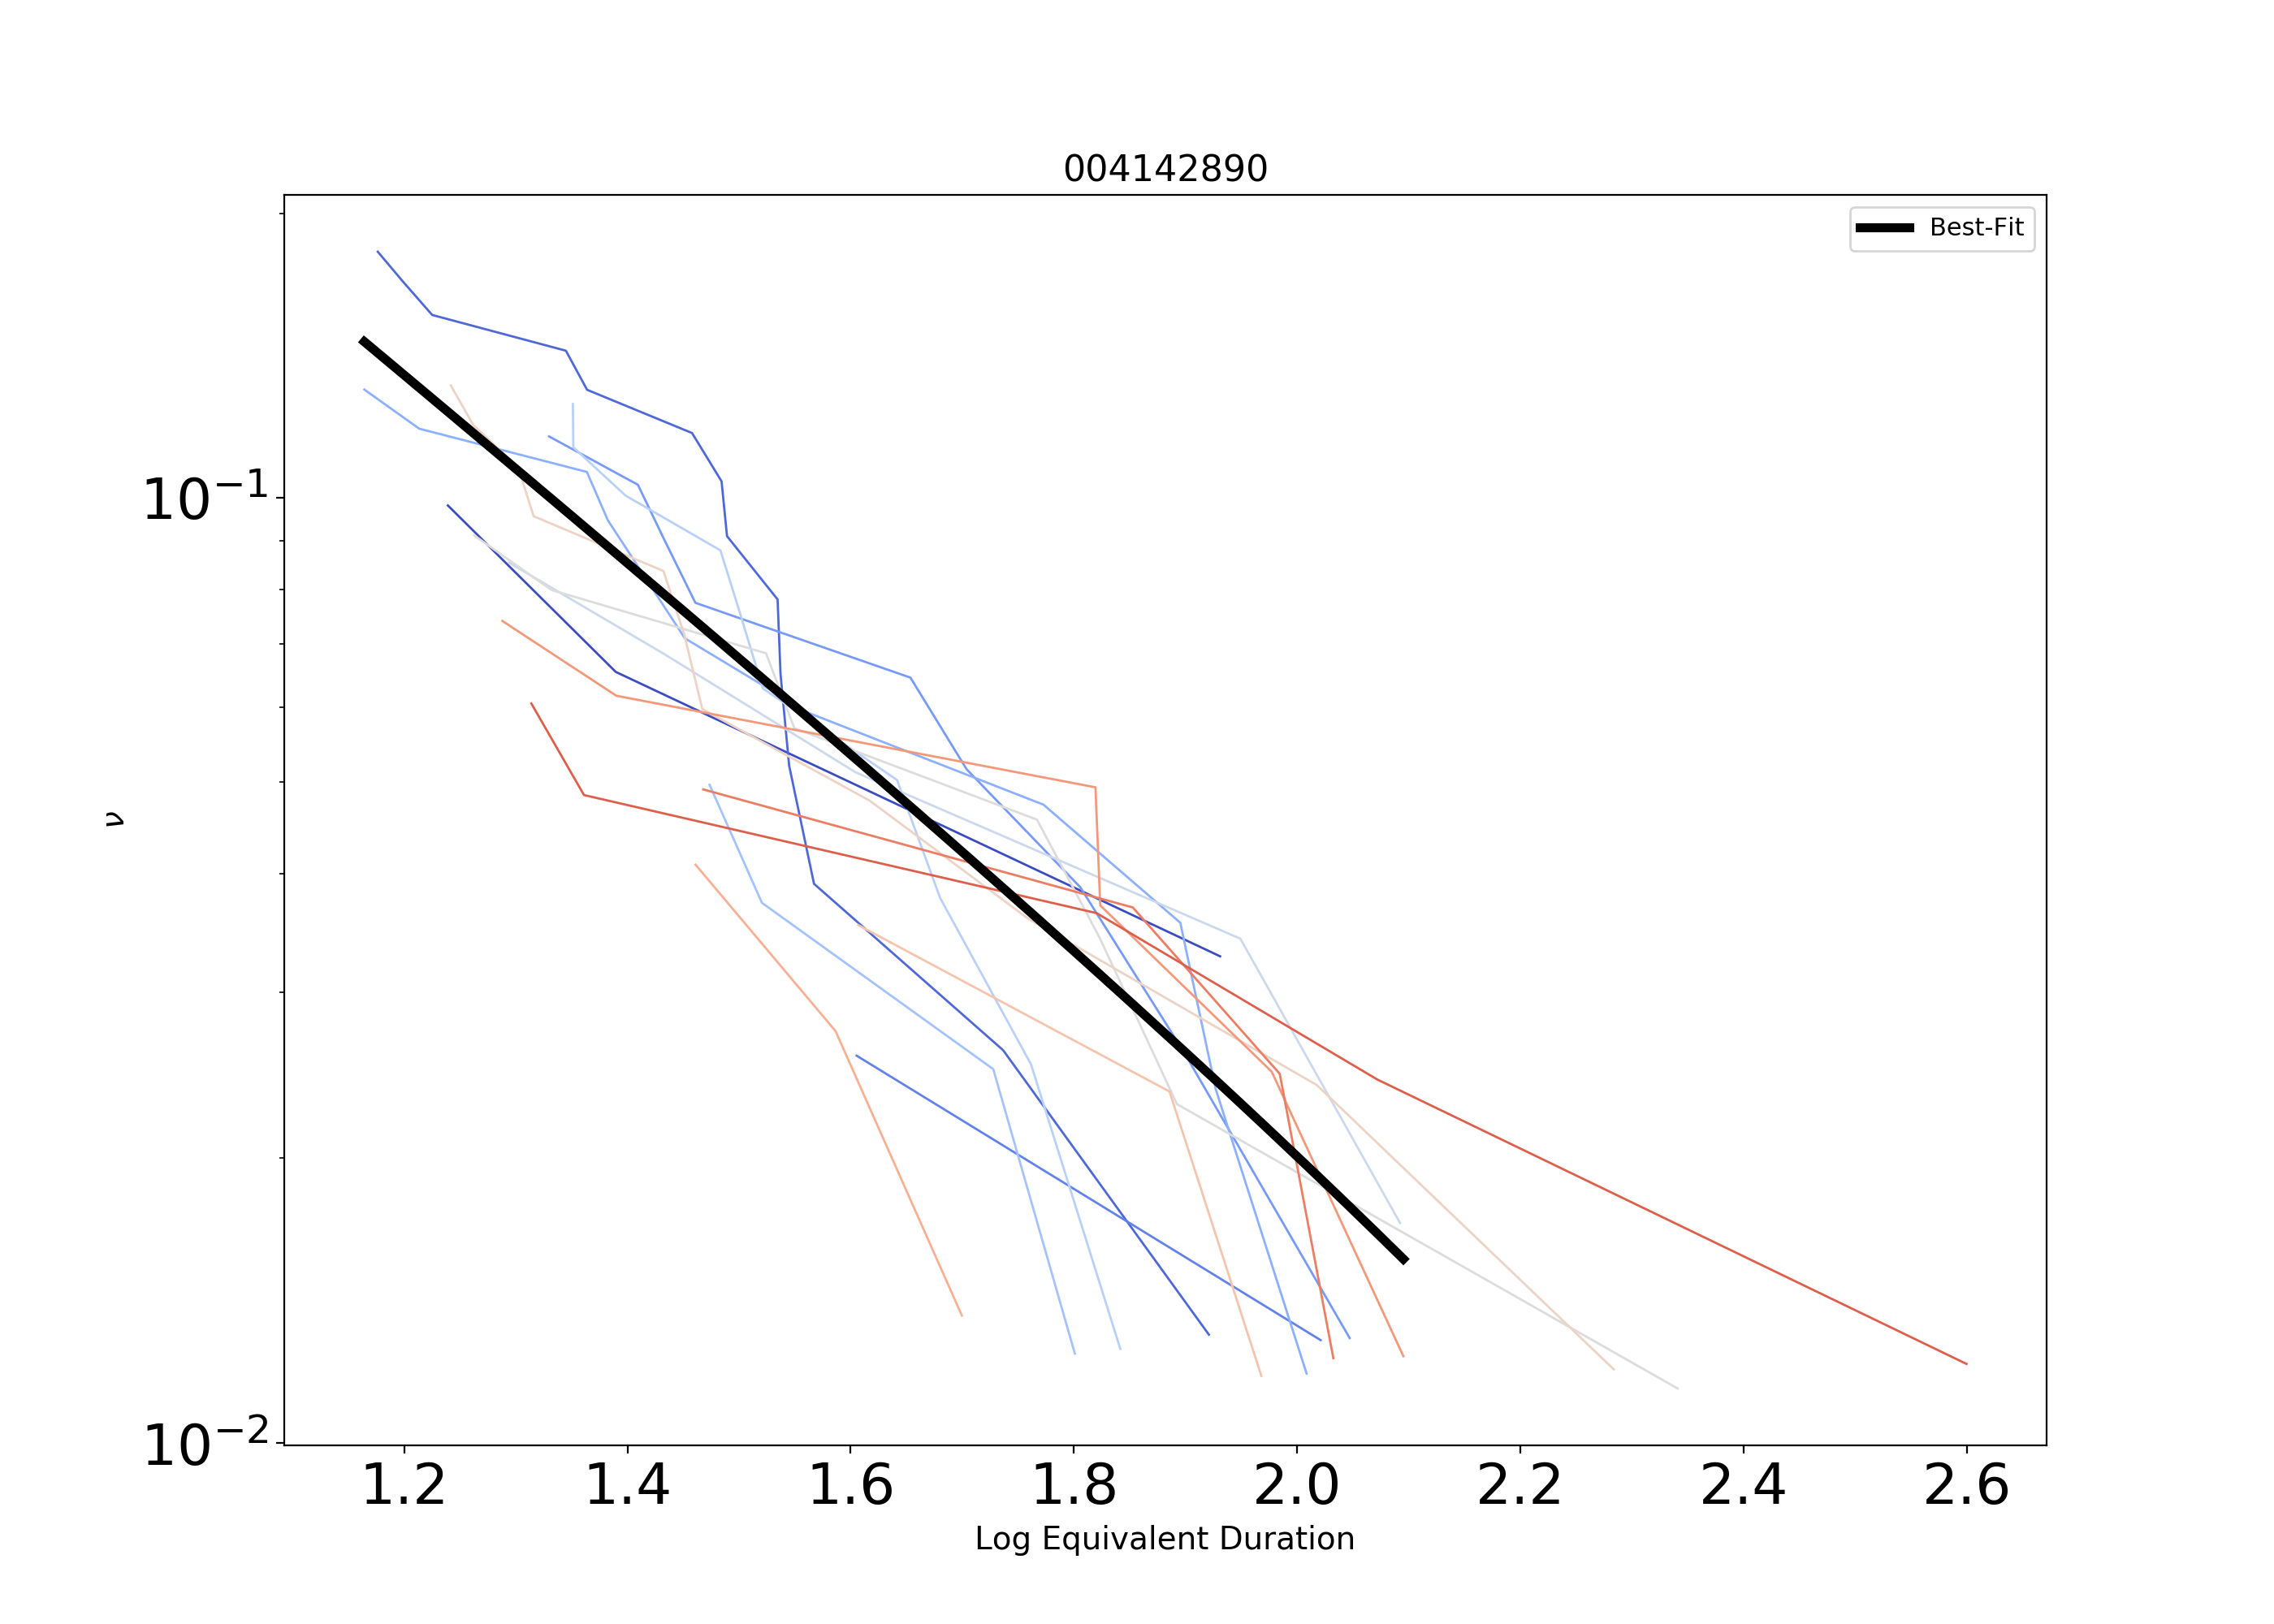 004142890
Best-Fit
10⁻¹
ν
10⁻²
1.2 1.4 1.6 1.8 2.0 2.2 2.4 2.6
Log Equivalent Duration